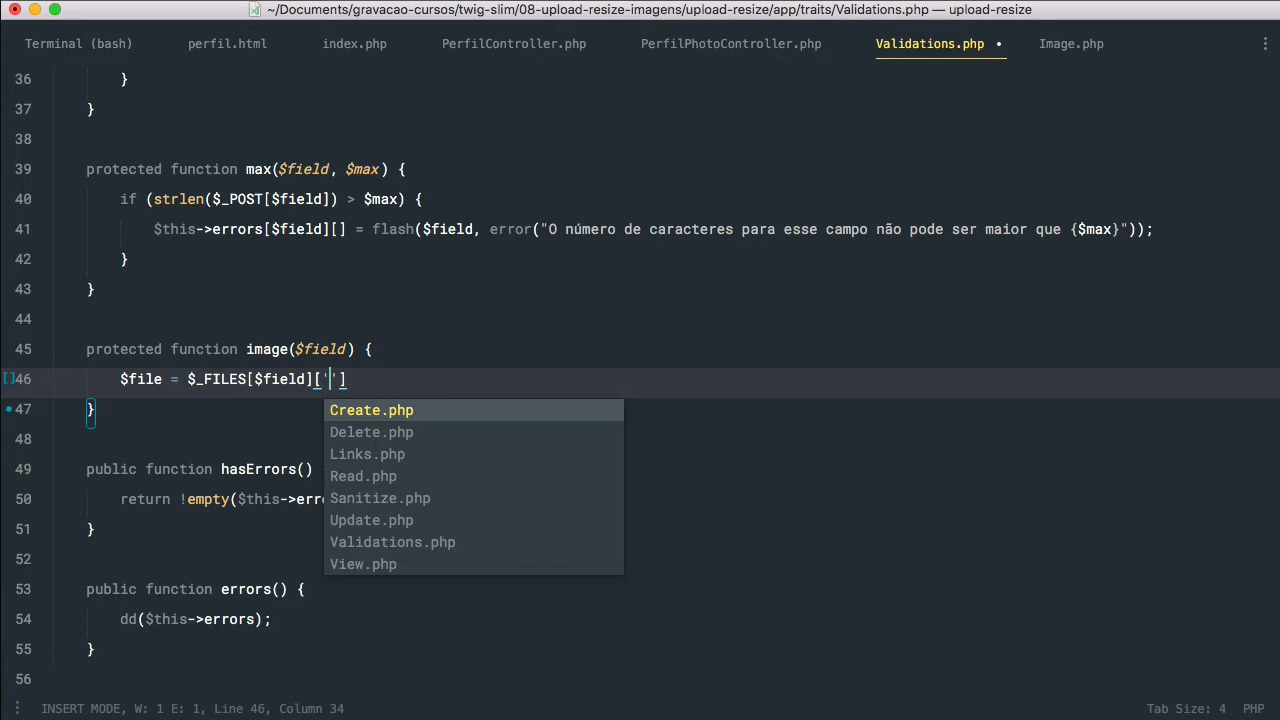 ~/Documents/gravacao-cursos/twig-slim/08-upload-resize-imagens/upload-resize/app/traits/Validations.php — upload-resize
Terminal (bash) perfil.html index.php PerfilController.php PerfilPhotoController.php Validations.php • Image.php
36 }
37 }
38
39 protected function max($field, $max) {
40 if (strlen($_POST[$field]) > $max) {
41 $this->errors[$field][] = flash($field, error("O número de caracteres para esse campo não pode ser maior que {$max}"));
42 }
43 }
44
45 protected function image($field) {
46 $file = $_FILES[$field]['']
47 }
Create.php
Delete.php
Links.php
Read.php
Sanitize.php
Update.php
Validations.php
View.php
48
49 public function hasErrors()
50 return !empty($this->erro
51 }
52
53 public function errors() {
54 dd($this->errors);
55 }
56
INSERT MODE, W: 1 E: 1, Line 46, Column 34 Tab Size: 4 PHP